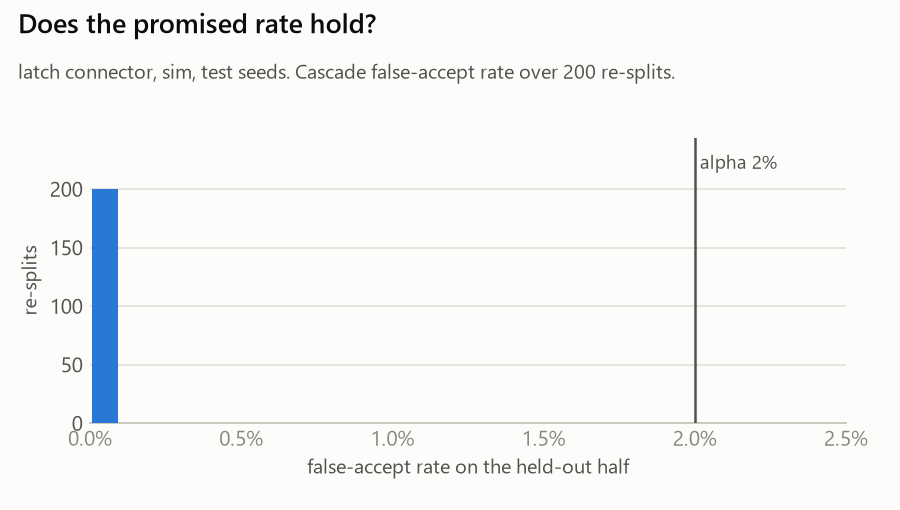 Does the promised rate hold?
latch connector, sim, test seeds. Cascade false-accept rate over 200 re-splits.
alpha 2%
200
150
100
50
0
re-splits
0.0% 0.5% 1.0% 1.5% 2.0% 2.5%
false-accept rate on the held-out half